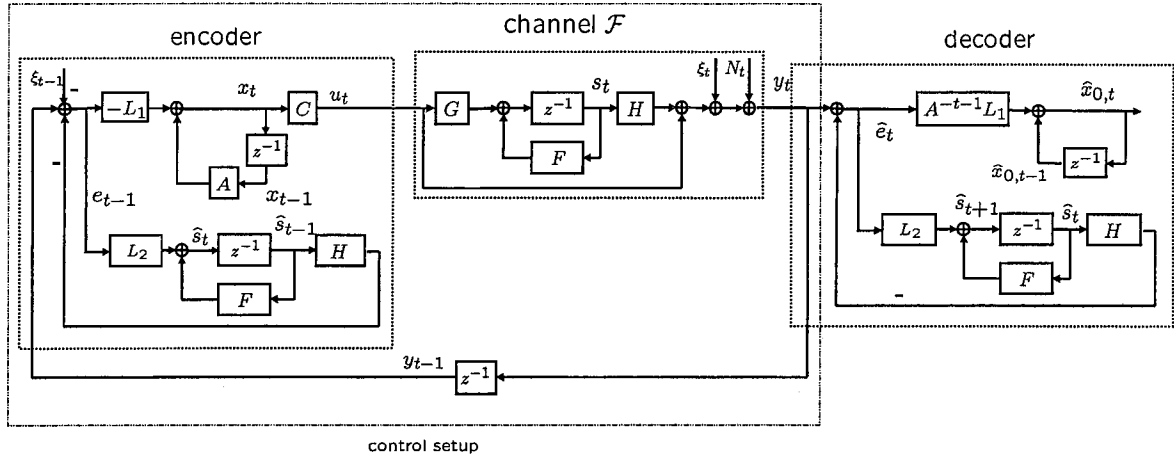 encoder
channel 𝓕
decoder
ξ_{t-1}
-
-L_1
x_t
C
u_t
z^{-1}
A
x_{t-1}
-
e_{t-1}
L_2
ŝ_t
z^{-1}
ŝ_{t-1}
H
F
G
z^{-1}
s_t
H
F
ξ_t
N_t
y_t
ê_t
A^{-t-1}L_1
x̂_{0,t}
z^{-1}
x̂_{0,t-1}
L_2
ŝ_{t+1}
z^{-1}
ŝ_t
H
F
-
y_{t-1}
z^{-1}
control setup